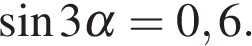 sin 3α = 0,6.